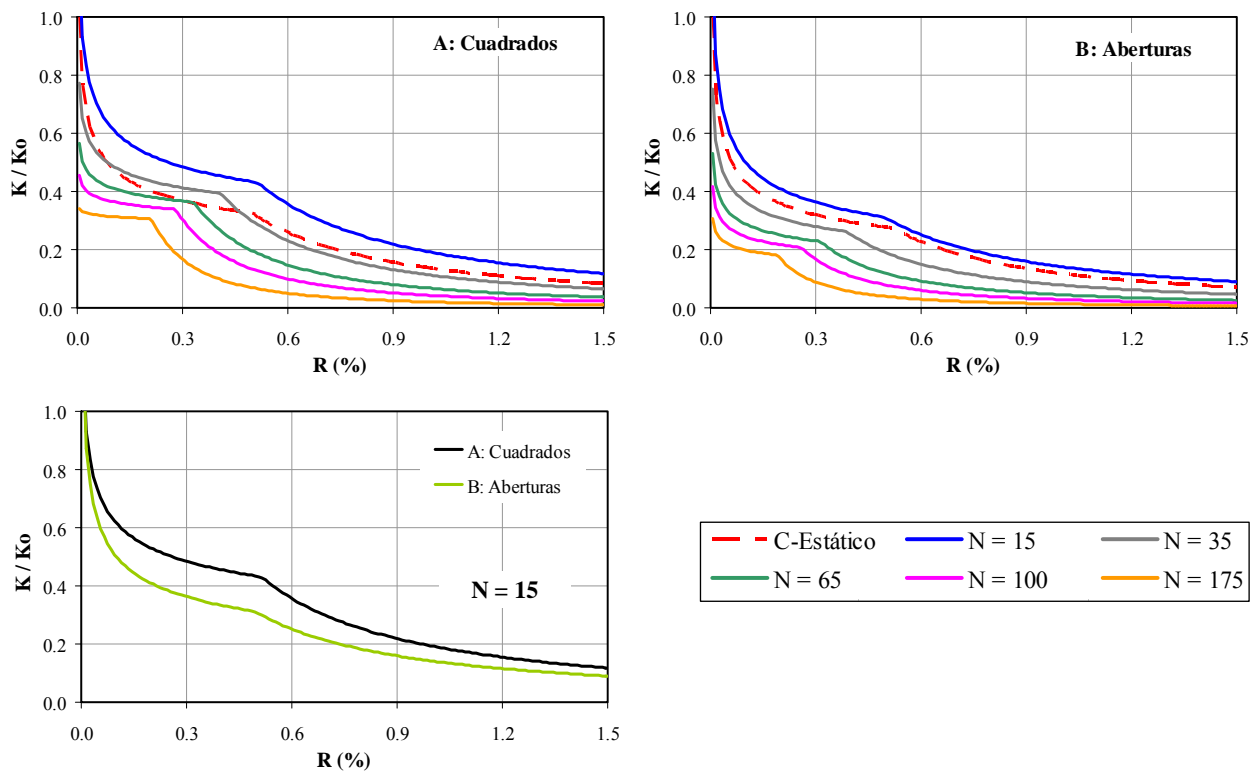 A: Cuadrados
1.0
0.8
0.6
0.4
0.2
0.0
K / Ko
0.0 0.3 0.6 0.9 1.2 1.5
R (%)
B: Aberturas
1.0
0.8
0.6
0.4
0.2
0.0
K / Ko
0.0 0.3 0.6 0.9 1.2 1.5
R (%)
1.0
0.8
0.6
0.4
0.2
0.0
K / Ko
A: Cuadrados
B: Aberturas
N = 15
0.0 0.3 0.6 0.9 1.2 1.5
R (%)
C-Estático N = 15 N = 35
N = 65 N = 100 N = 175